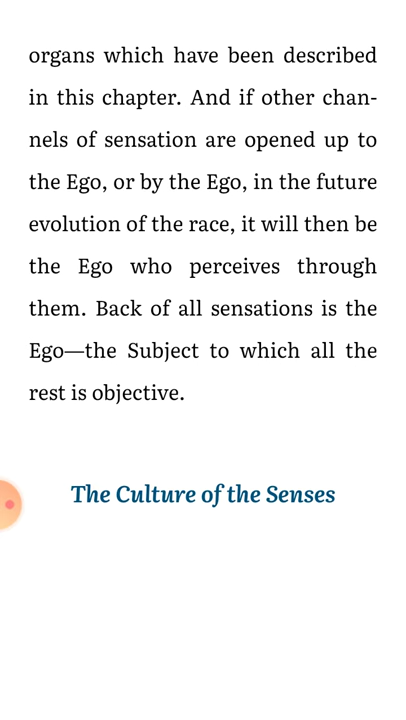 organs which have been described
in this chapter. And if other chan-
nels of sensation are opened up to
the Ego, or by the Ego, in the future
evolution of the race, it will then be
the Ego who perceives through
them. Back of all sensations is the
Ego—the Subject to which all the
rest is objective.
The Culture of the Senses